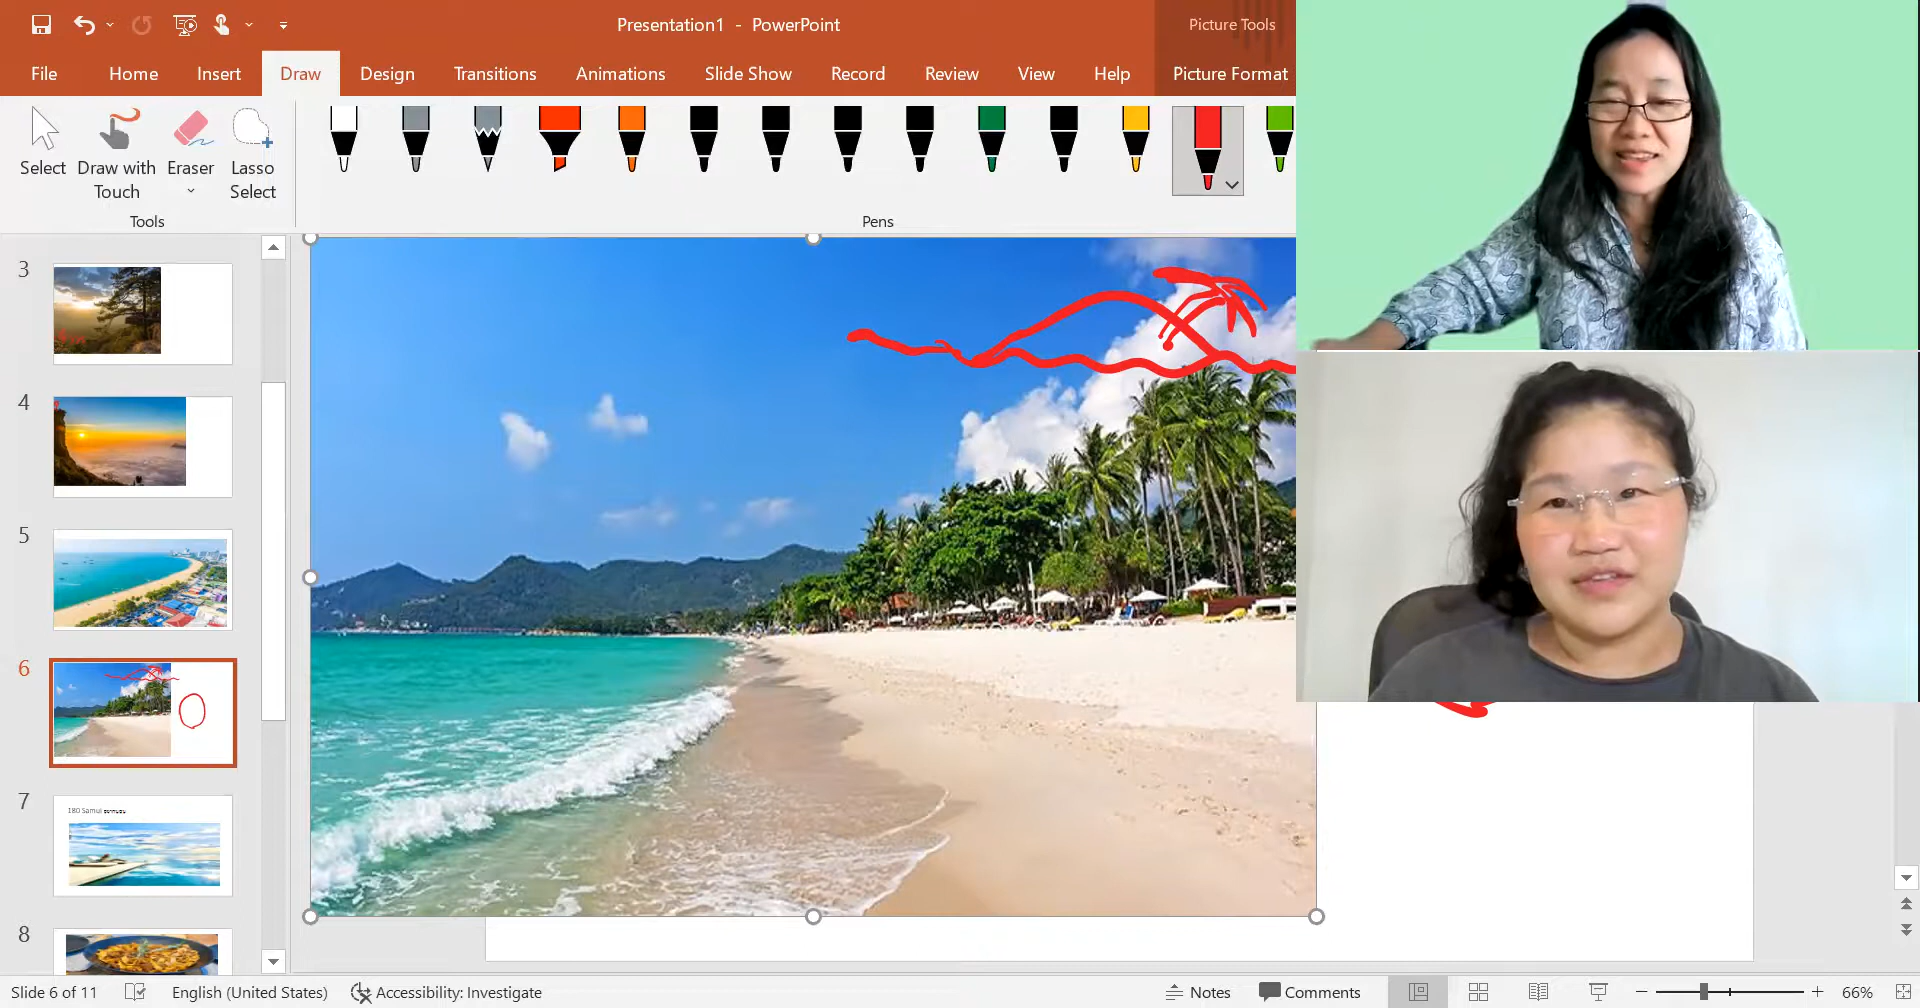 Presentation1 - PowerPoint
Picture Tools
File Home Insert Draw Design Transitions Animations Slide Show Record Review View Help Picture Format
Select
Draw with
Touch
Eraser
Lasso
Select
Tools
Pens
3
4
5
6
7
180 Samui
8
Slide 6 of 11
English (United States)
Accessibility: Investigate
Notes
Comments
66%